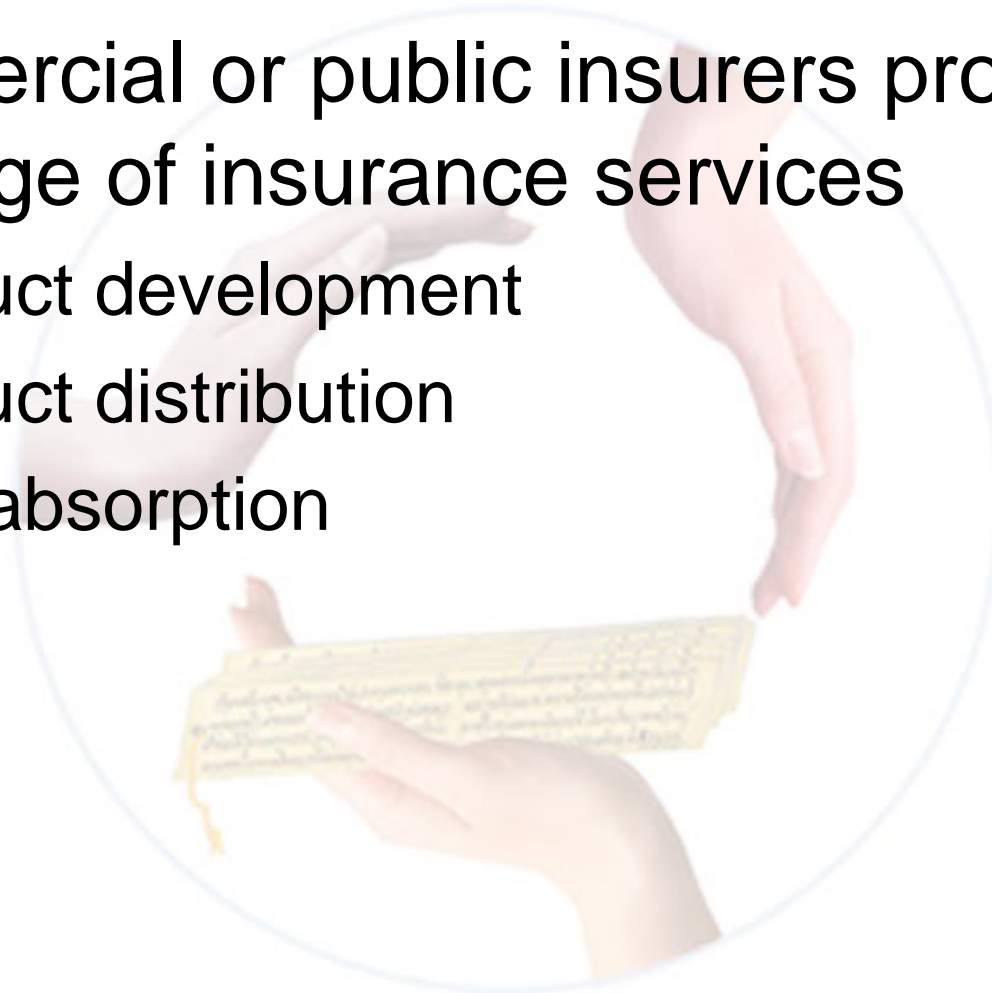 ercial or public insurers pro
ge of insurance services
uct development
uct distribution
absorption